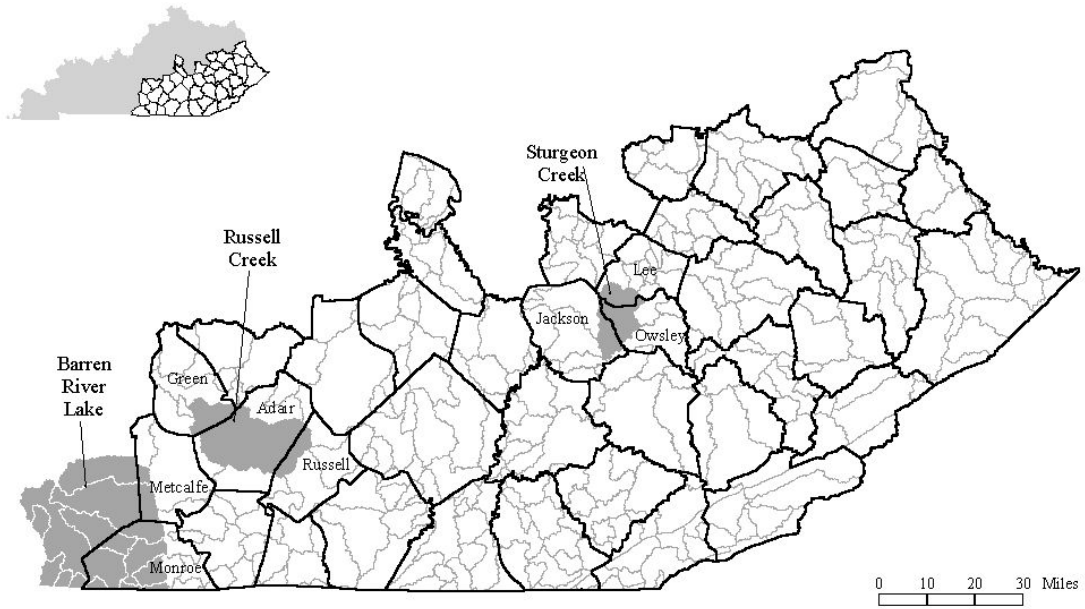 Sturgeon
Creek
Russell
Creek
Barren
River
Lake
Lee
Jackson
Owsley
Green
Adair
Russell
Metcalfe
Monroe
0 10 20 30 Miles